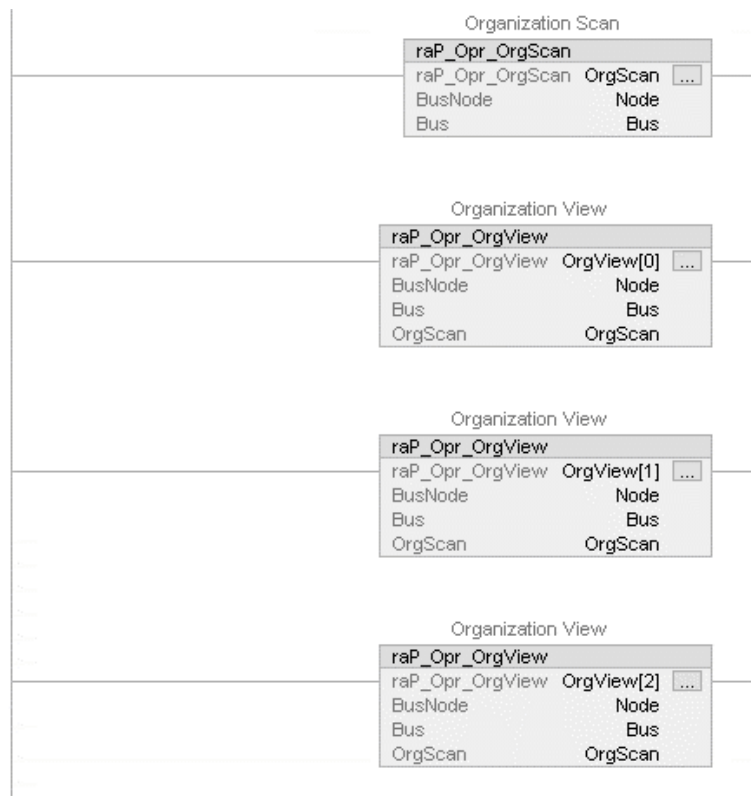 Organization Scan
raP_Opr_OrgScan
raP_Opr_OrgScan OrgScan ...
BusNode Node
Bus Bus
Organization View
raP_Opr_OrgView
raP_Opr_OrgView OrgView[0] ...
BusNode Node
Bus Bus
OrgScan OrgScan
Organization View
raP_Opr_OrgView
raP_Opr_OrgView OrgView[1] ...
BusNode Node
Bus Bus
OrgScan OrgScan
Organization View
raP_Opr_OrgView
raP_Opr_OrgView OrgView[2] ...
BusNode Node
Bus Bus
OrgScan OrgScan